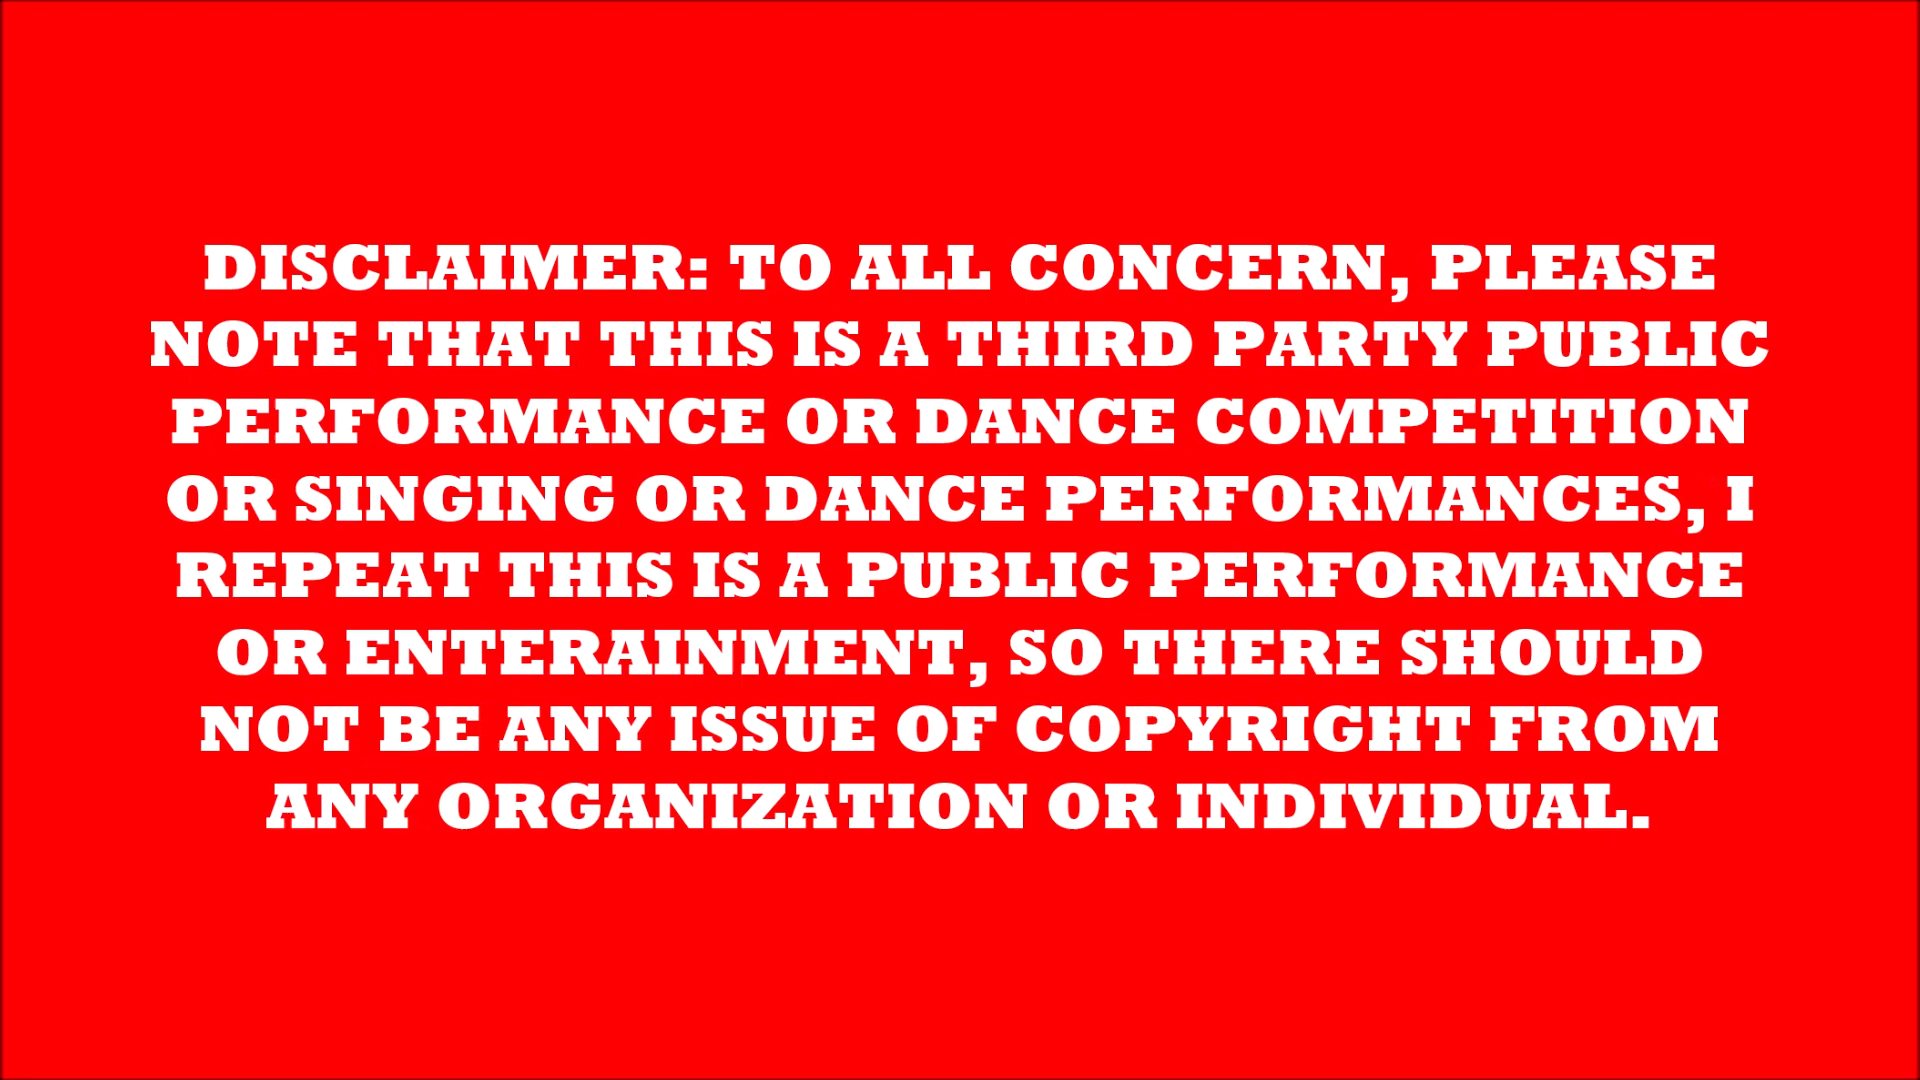 DISCLAIMER: TO ALL CONCERN, PLEASE
NOTE THAT THIS IS A THIRD PARTY PUBLIC
PERFORMANCE OR DANCE COMPETITION
OR SINGING OR DANCE PERFORMANCES, I
REPEAT THIS IS A PUBLIC PERFORMANCE
OR ENTERAINMENT, SO THERE SHOULD
NOT BE ANY ISSUE OF COPYRIGHT FROM
ANY ORGANIZATION OR INDIVIDUAL.